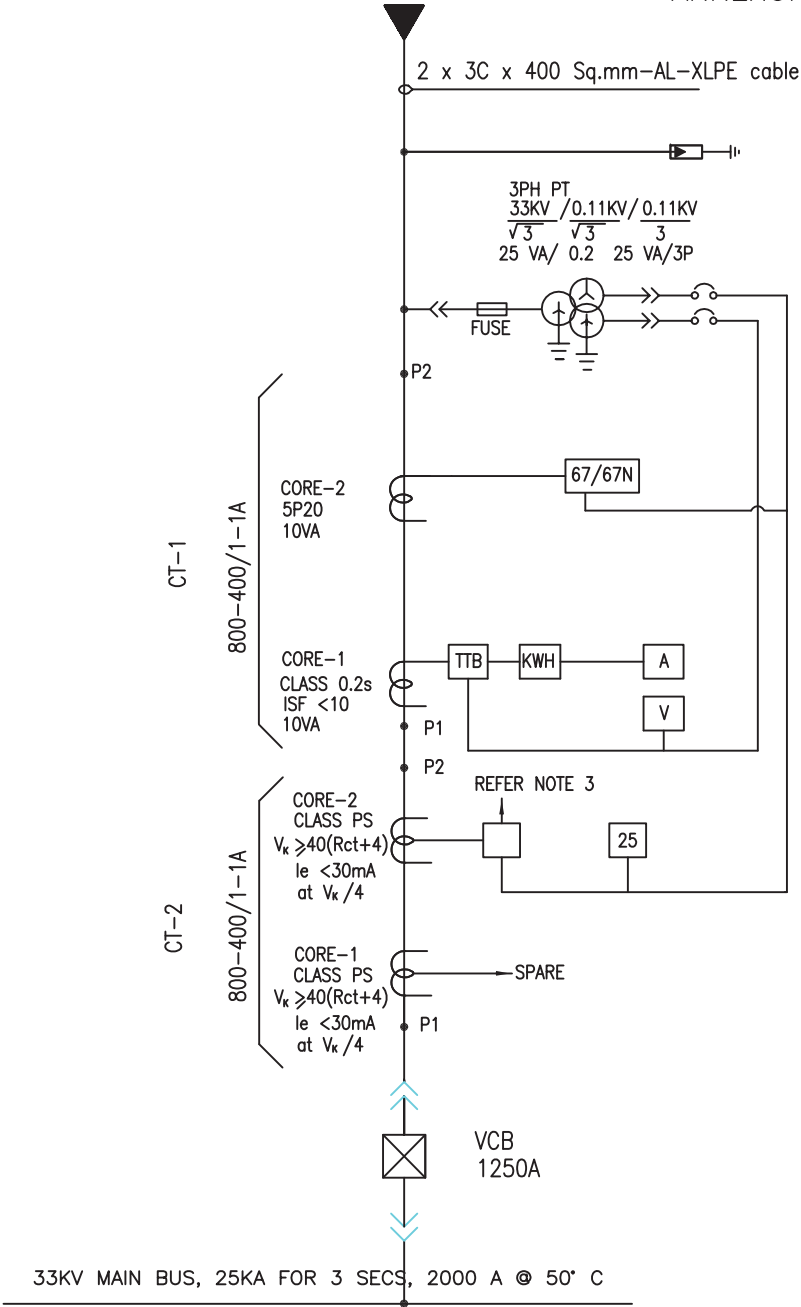 2 x 3C x 400 Sq.mm-AL-XLPE cable
3PH PT
33KV / 0.11KV / 0.11KV
√3 √3 3
25 VA/ 0.2 25 VA/3P
FUSE
P2
67/67N
CORE-2
5P20
10VA
CT-1
800-400/1-1A
CORE-1
CLASS 0.2s
ISF <10
10VA
TTB
KWH
A
V
P1
P2
REFER NOTE 3
CORE-2
CLASS PS
VK ⩾40(Rct+4)
Ie <30mA
at VK /4
25
CT-2
800-400/1-1A
CORE-1
CLASS PS
VK ⩾40(Rct+4)
Ie <30mA
at VK /4
SPARE
P1
VCB
1250A
33KV MAIN BUS, 25KA FOR 3 SECS, 2000 A @ 50° C